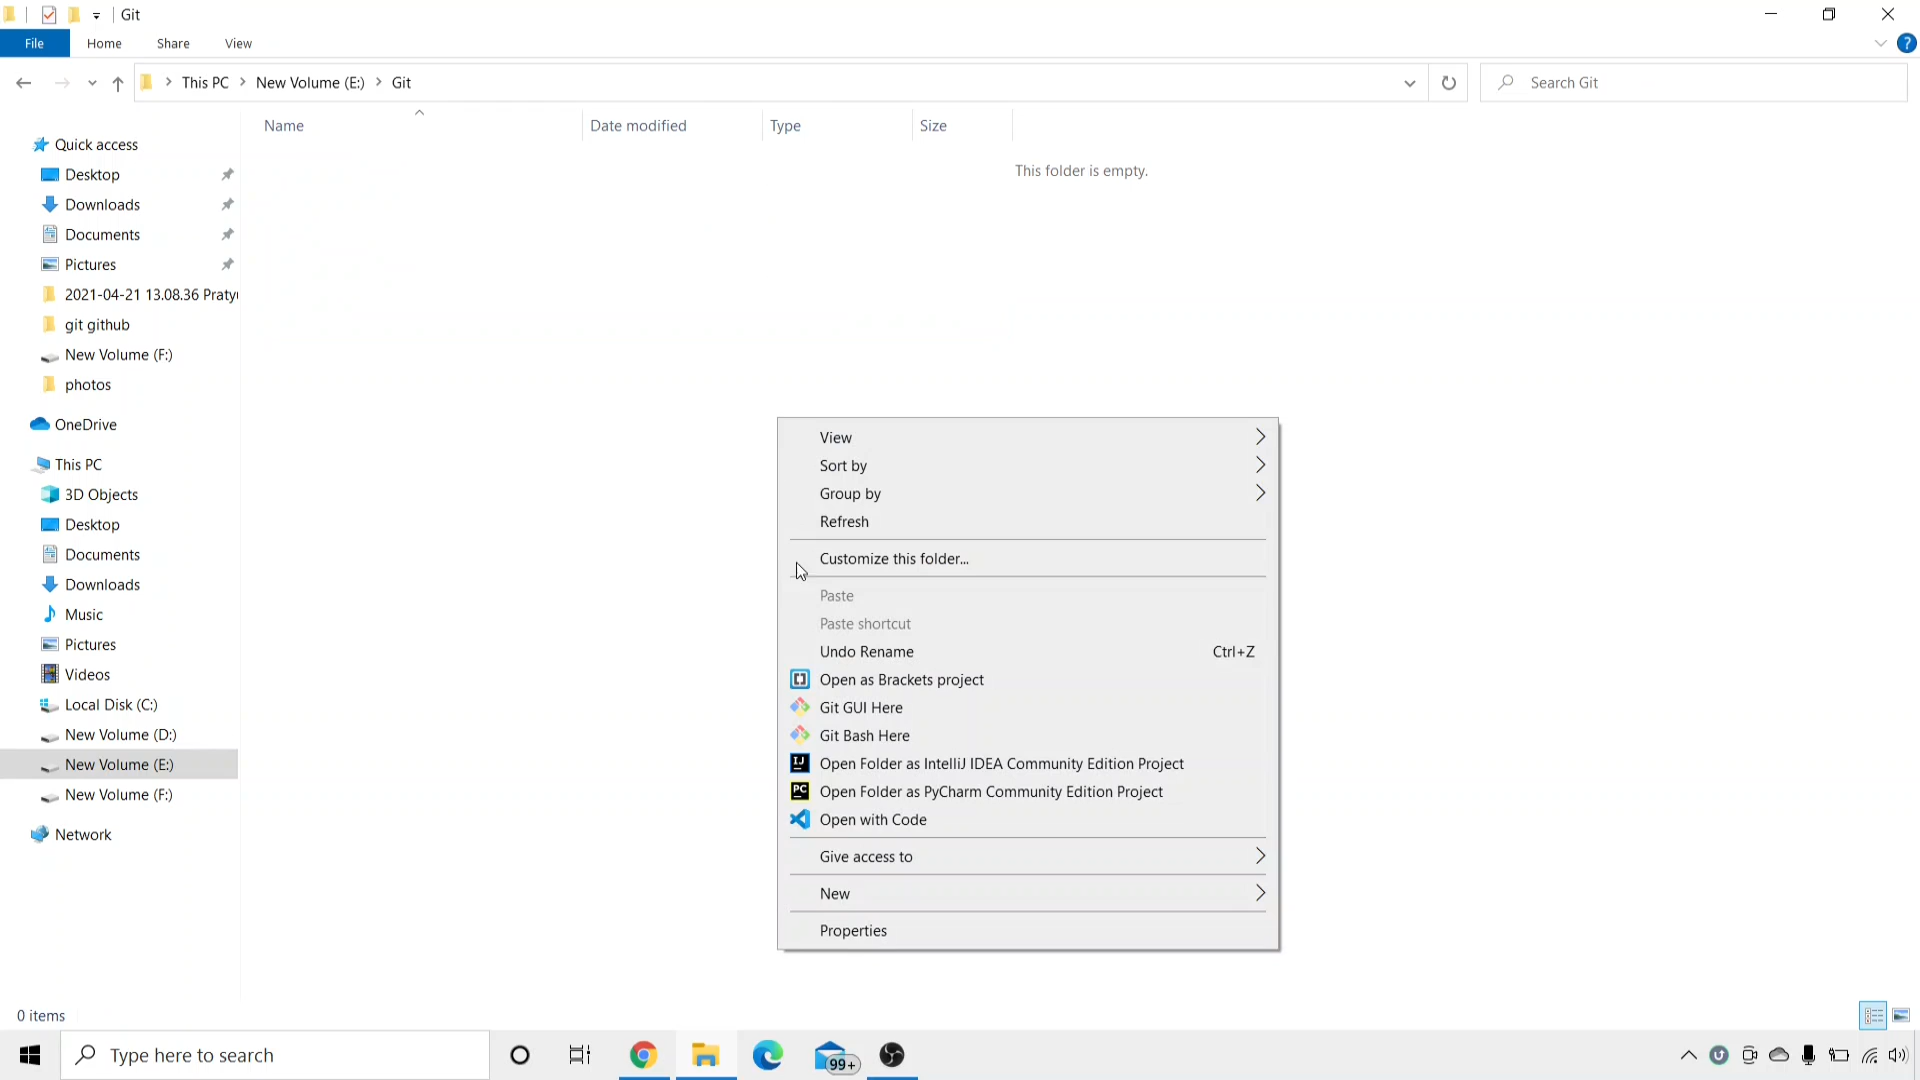 Git
File Home Share View
This PC New Volume (E:) Git
Search Git
Name Date modified Type Size
This folder is empty.
Quick access
Desktop
Downloads
Documents
Pictures
2021-04-21 13.08.36 Pratyu
git github
New Volume (F:)
photos
OneDrive
This PC
3D Objects
Desktop
Documents
Downloads
Music
Pictures
Videos
Local Disk (C:)
New Volume (D:)
New Volume (E:)
New Volume (F:)
Network
View
Sort by
Group by
Refresh
Customize this folder...
Paste
Paste shortcut
Undo Rename Ctrl+Z
Open as Brackets project
Git GUI Here
Git Bash Here
Open Folder as IntelliJ IDEA Community Edition Project
Open Folder as PyCharm Community Edition Project
Open with Code
Give access to
New
Properties
0 items
Type here to search
99+